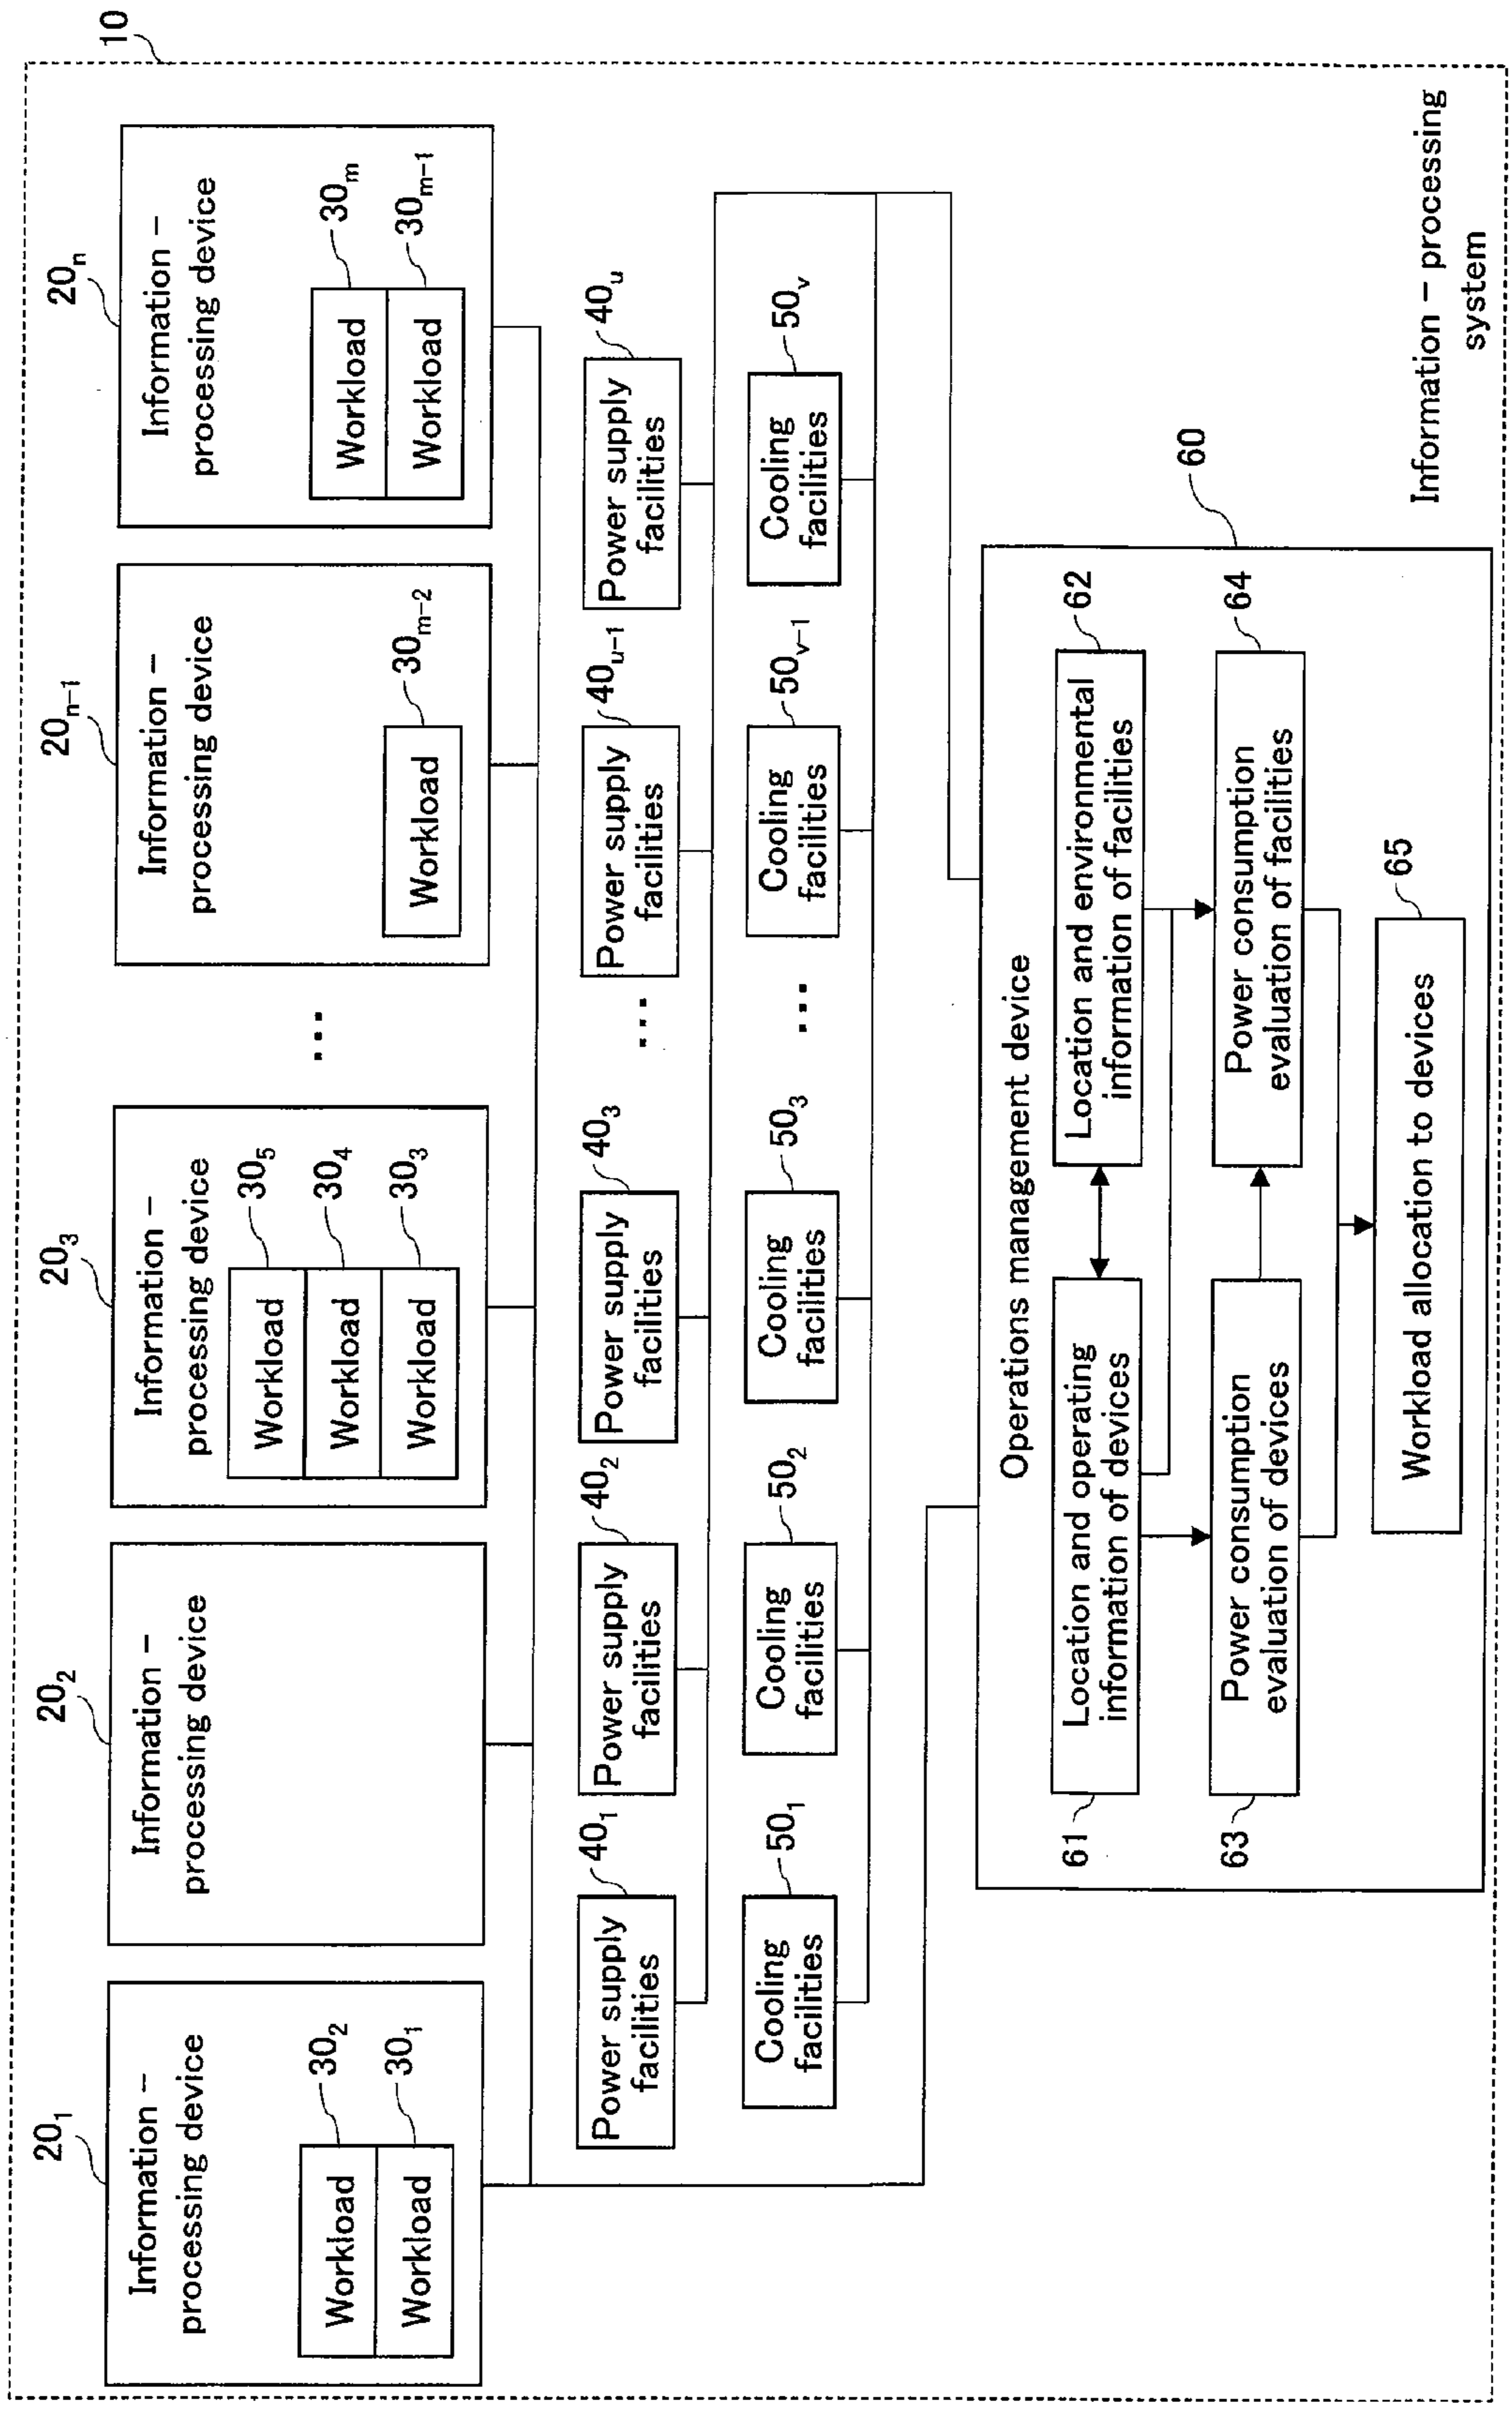 10
20₁
Information –
processing device
Workload
30₂
Workload
30₁
20₂
Information –
processing device
20₃
Information –
processing device
Workload
30₅
Workload
30₄
Workload
30₃
...
20ₙ₋₁
Information –
processing device
Workload
30ₘ₋₂
20ₙ
Information –
processing device
Workload
30ₘ
Workload
30ₘ₋₁
Power supply
facilities
40₁
Power supply
facilities
40₂
Power supply
facilities
40₃
...
Power supply
facilities
40ᵤ₋₁
Power supply
facilities
40ᵤ
Cooling
facilities
50₁
Cooling
facilities
50₂
Cooling
facilities
50₃
...
Cooling
facilities
50ᵥ₋₁
Cooling
facilities
50ᵥ
60
Operations management device
61
Location and operating
information of devices
Location and environmental
information of facilities
62
63
Power consumption
evaluation of devices
Power consumption
evaluation of facilities
64
Workload allocation to devices
65
Information – processing
system